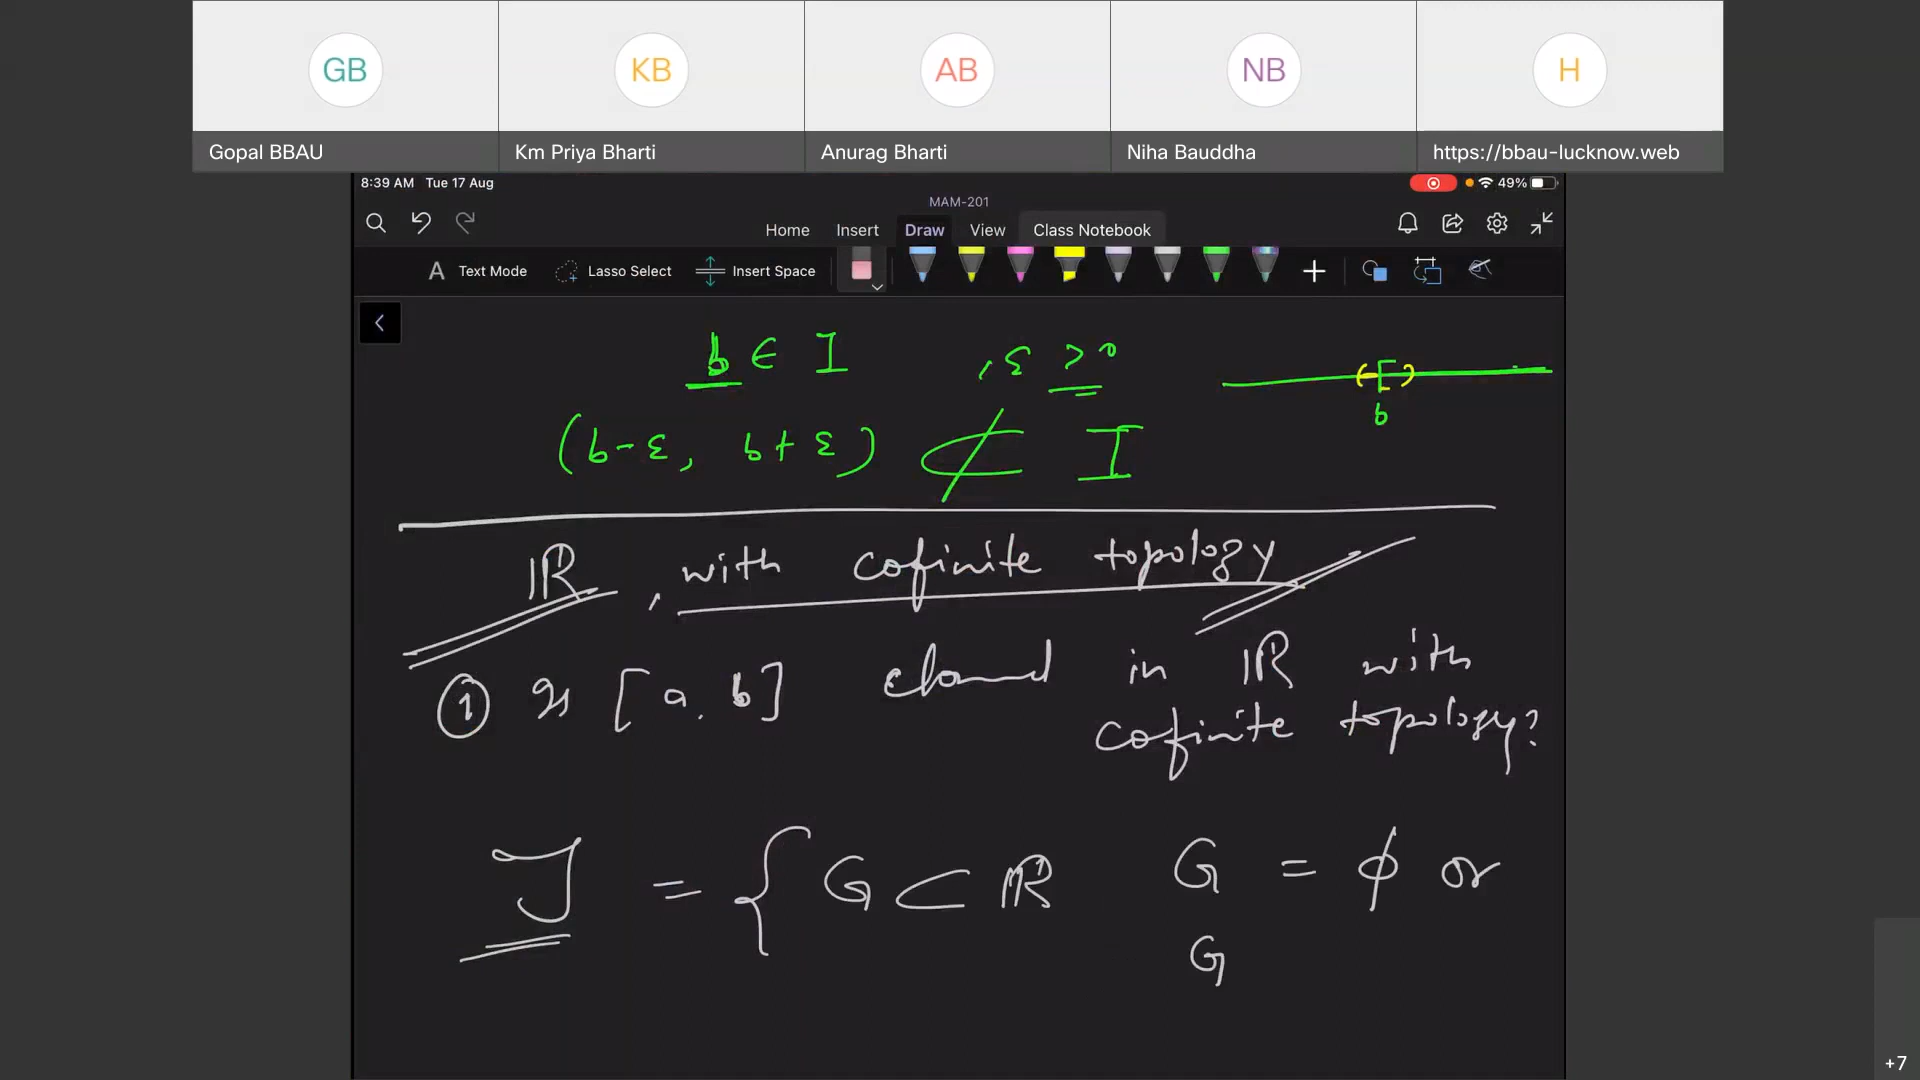 GB KB AB NB H
Gopal BBAU Km Priya Bharti Anurag Bharti Niha Bauddha https://bbau-lucknow.web
8:39 AM Tue 17 Aug 49%
MAM-201
Home Insert Draw View Class Notebook
A Text Mode Lasso Select Insert Space
b ∈ I , ε > 0
b
(b-ε, b+ε) ⊄ I
ℝ, with cofinite topology
① Is [a, b] closed in ℝ with
cofinite topology?
J = { G ⊂ ℝ G = ϕ or
G
+7